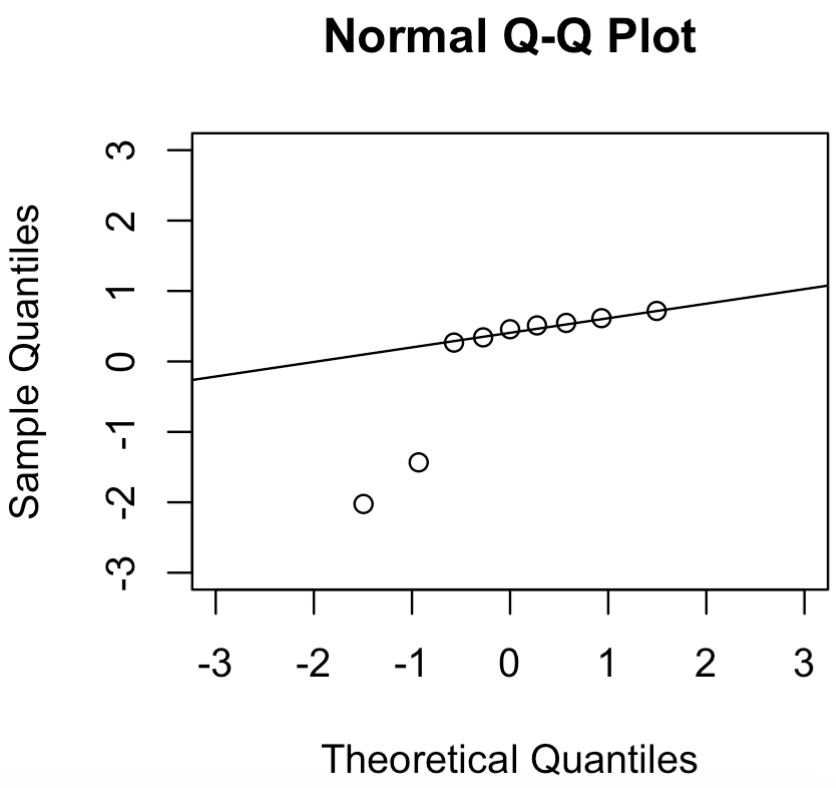 Normal Q-Q Plot
Sample Quantiles
3
2
1
0
-1
-2
-3
-3 -2 -1 0 1 2 3
Theoretical Quantiles